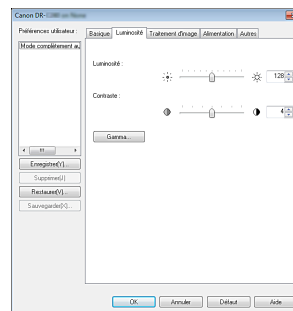 Canon DR-
Préférences utilisateur :
Mode complètement au
Enregistrer(Y)...
Supprimer(J)
Restaurer(V)...
Sauvegarder(X)...
Basique
Luminosité
Traitement d'image
Alimentation
Autres
Luminosité :
128
Contraste :
4
Gamma...
OK
Annuler
Défaut
Aide